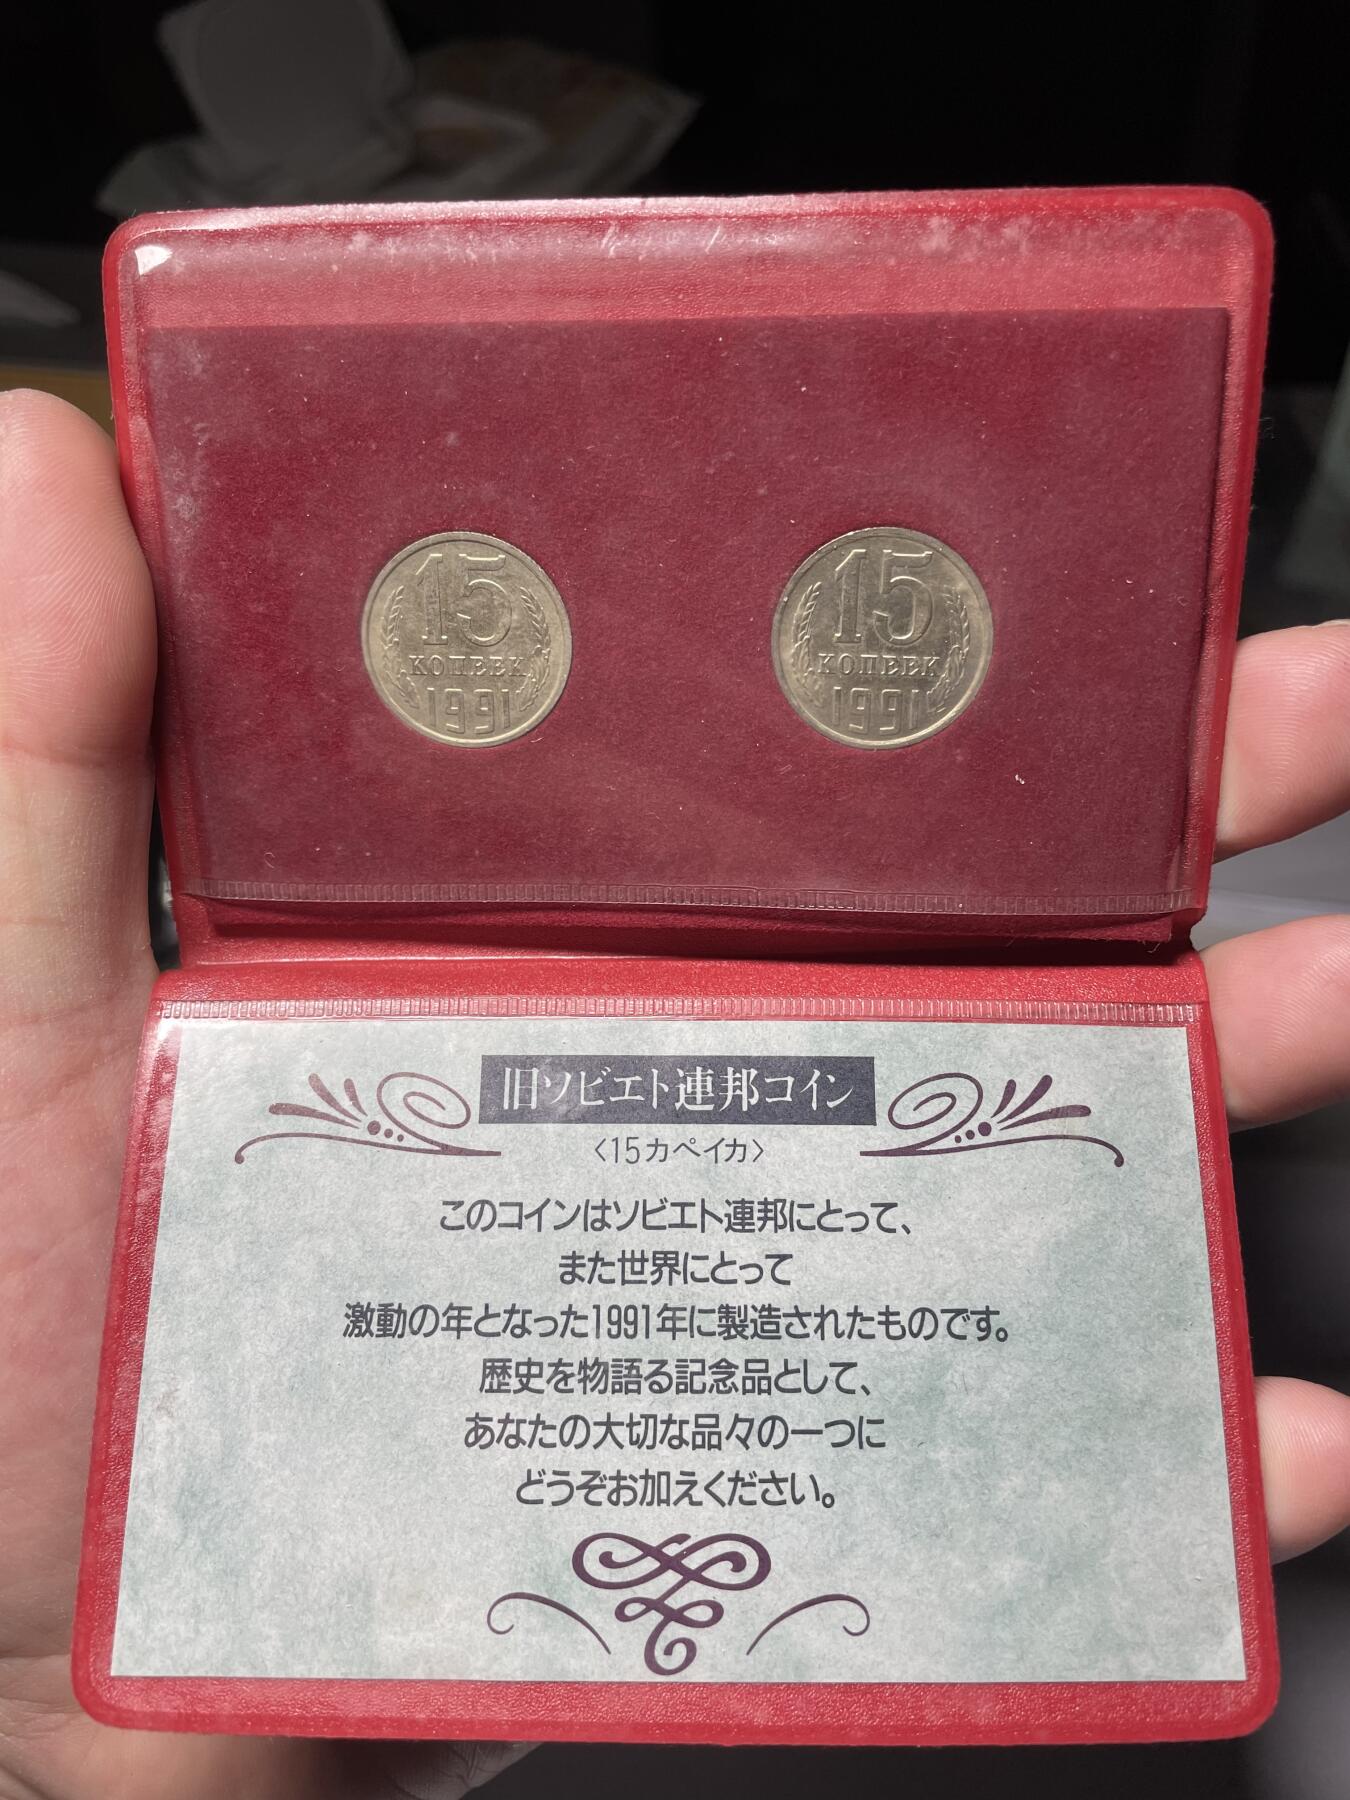 15
КОПЕЕК
1991
15
КОПЕЕК
1991
旧ソビエト連邦コイン
〈15カペイカ〉
このコインはソビエト連邦にとって、
また世界にとって
激動の年となった1991年に製造されたものです。
歴史を物語る記念品として、
あなたの大切な品々の一つに
どうぞお加えください。